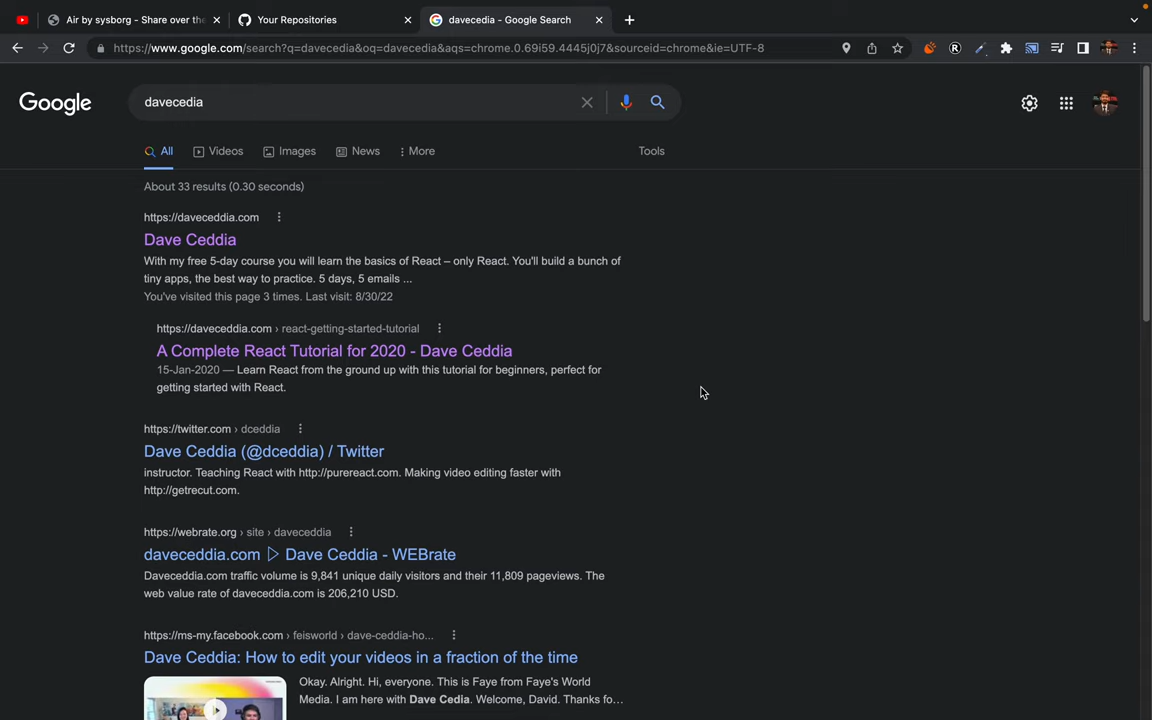 Air by sysborg - Share over the
Your Repositories
davecedia - Google Search
https://www.google.com/search?q=davecedia&oq=davecedia&aqs=chrome.0.69i59.4445j0j7&sourceid=chrome&ie=UTF-8
Google
davecedia
All
Videos
Images
News
More
Tools
About 33 results (0.30 seconds)
https://daveceddia.com
Dave Ceddia
With my free 5-day course you will learn the basics of React – only React. You'll build a bunch of
tiny apps, the best way to practice. 5 days, 5 emails ...
You've visited this page 3 times. Last visit: 8/30/22
https://daveceddia.com › react-getting-started-tutorial
A Complete React Tutorial for 2020 - Dave Ceddia
15-Jan-2020 — Learn React from the ground up with this tutorial for beginners, perfect for
getting started with React.
https://twitter.com › dceddia
Dave Ceddia (@dceddia) / Twitter
instructor. Teaching React with http://purereact.com. Making video editing faster with
http://getrecut.com.
https://webrate.org › site › daveceddia
daveceddia.com ▷ Dave Ceddia - WEBrate
Daveceddia.com traffic volume is 9,841 unique daily visitors and their 11,809 pageviews. The
web value rate of daveceddia.com is 206,210 USD.
https://ms-my.facebook.com › feisworld › dave-ceddia-ho...
Dave Ceddia: How to edit your videos in a fraction of the time
Okay. Alright. Hi, everyone. This is Faye from Faye's World
Media. I am here with Dave Cedia. Welcome, David. Thanks fo...